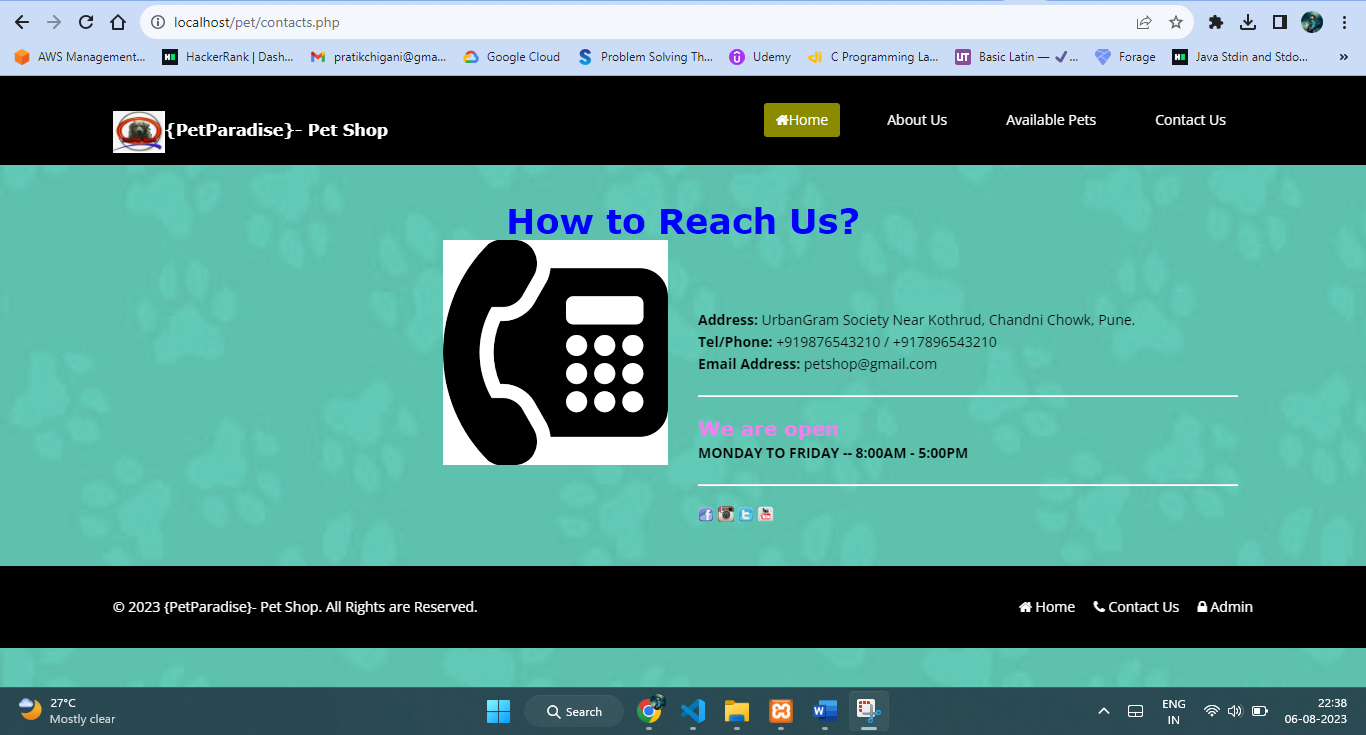 localhost/pet/contacts.php
AWS Management... HackerRank | Dash... pratikchigani@gma... Google Cloud Problem Solving Th... Udemy C Programming La... UT Basic Latin — ✓... Forage Java Stdin and Stdo... »
{PetParadise}- Pet Shop Home About Us Available Pets Contact Us
How to Reach Us?
Address: UrbanGram Society Near Kothrud, Chandni Chowk, Pune.
Tel/Phone: +919876543210 / +917896543210
Email Address: petshop@gmail.com
We are open
MONDAY TO FRIDAY -- 8:00AM - 5:00PM
© 2023 {PetParadise}- Pet Shop. All Rights are Reserved. Home Contact Us Admin
27°C
Mostly clear
Search
ENG
IN
22:38
06-08-2023